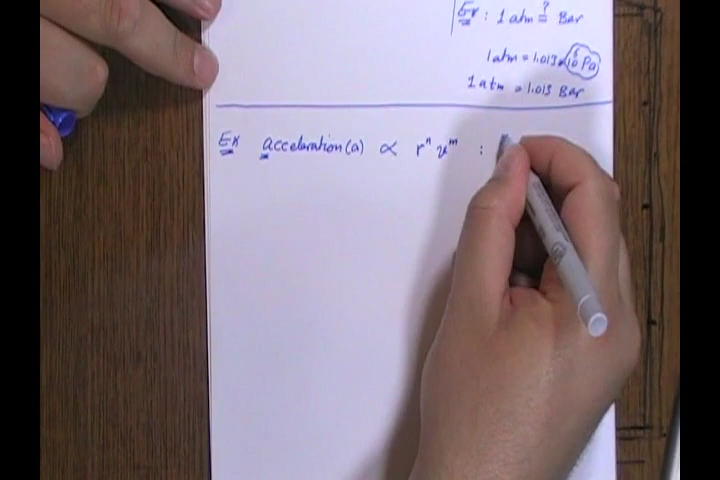 Ex : 1 atm ?= Bar
1 atm = 1.013 × 10⁵ Pa
1 atm = 1.013 Bar
Ex acceleration (a) ∝ rⁿ vᵐ :